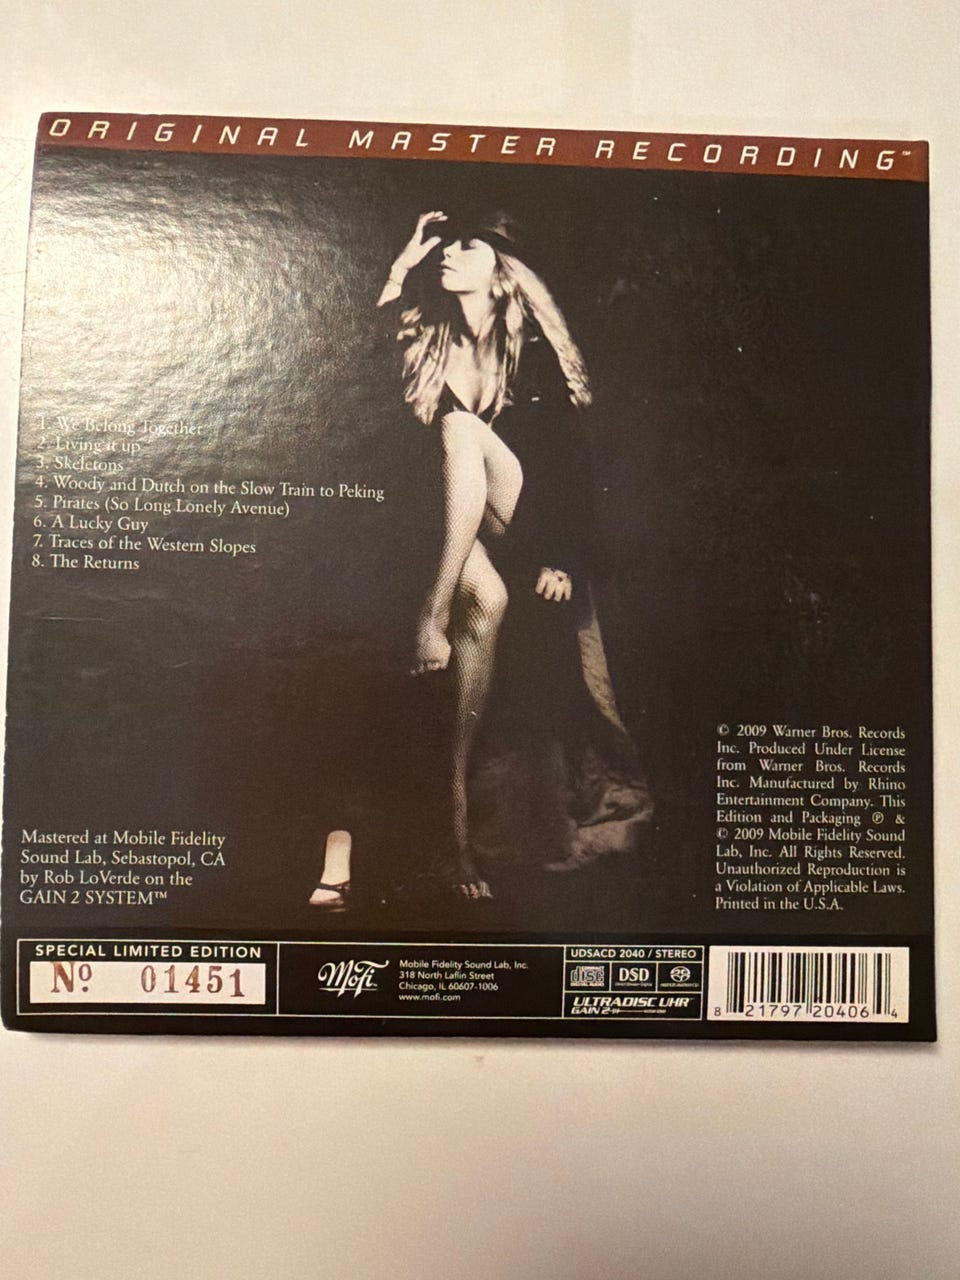 ORIGINAL MASTER RECORDING™
1. We Belong Together
2. Living it up
3. Skeletons
4. Woody and Dutch on the Slow Train to Peking
5. Pirates (So Long Lonely Avenue)
6. A Lucky Guy
7. Traces of the Western Slopes
8. The Returns
© 2009 Warner Bros. Records
Inc. Produced Under License
from Warner Bros. Records
Inc. Manufactured by Rhino
Entertainment Company. This
Edition and Packaging ℗ &
© 2009 Mobile Fidelity Sound
Lab, Inc. All Rights Reserved.
Unauthorized Reproduction is
a Violation of Applicable Laws.
Printed in the U.S.A.
Mastered at Mobile Fidelity
Sound Lab, Sebastopol, CA
by Rob LoVerde on the
GAIN 2 SYSTEM™
SPECIAL LIMITED EDITION
Nº 01451
MoFi
Mobile Fidelity Sound Lab, Inc.
318 North Laflin Street
Chicago, IL 60607-1006
www.mofi.com
UDSACD 2040 / STEREO
disc DSD
DIGITAL AUDIO
ULTRADISC UHR™
GAIN 2
8 21797 20406 4